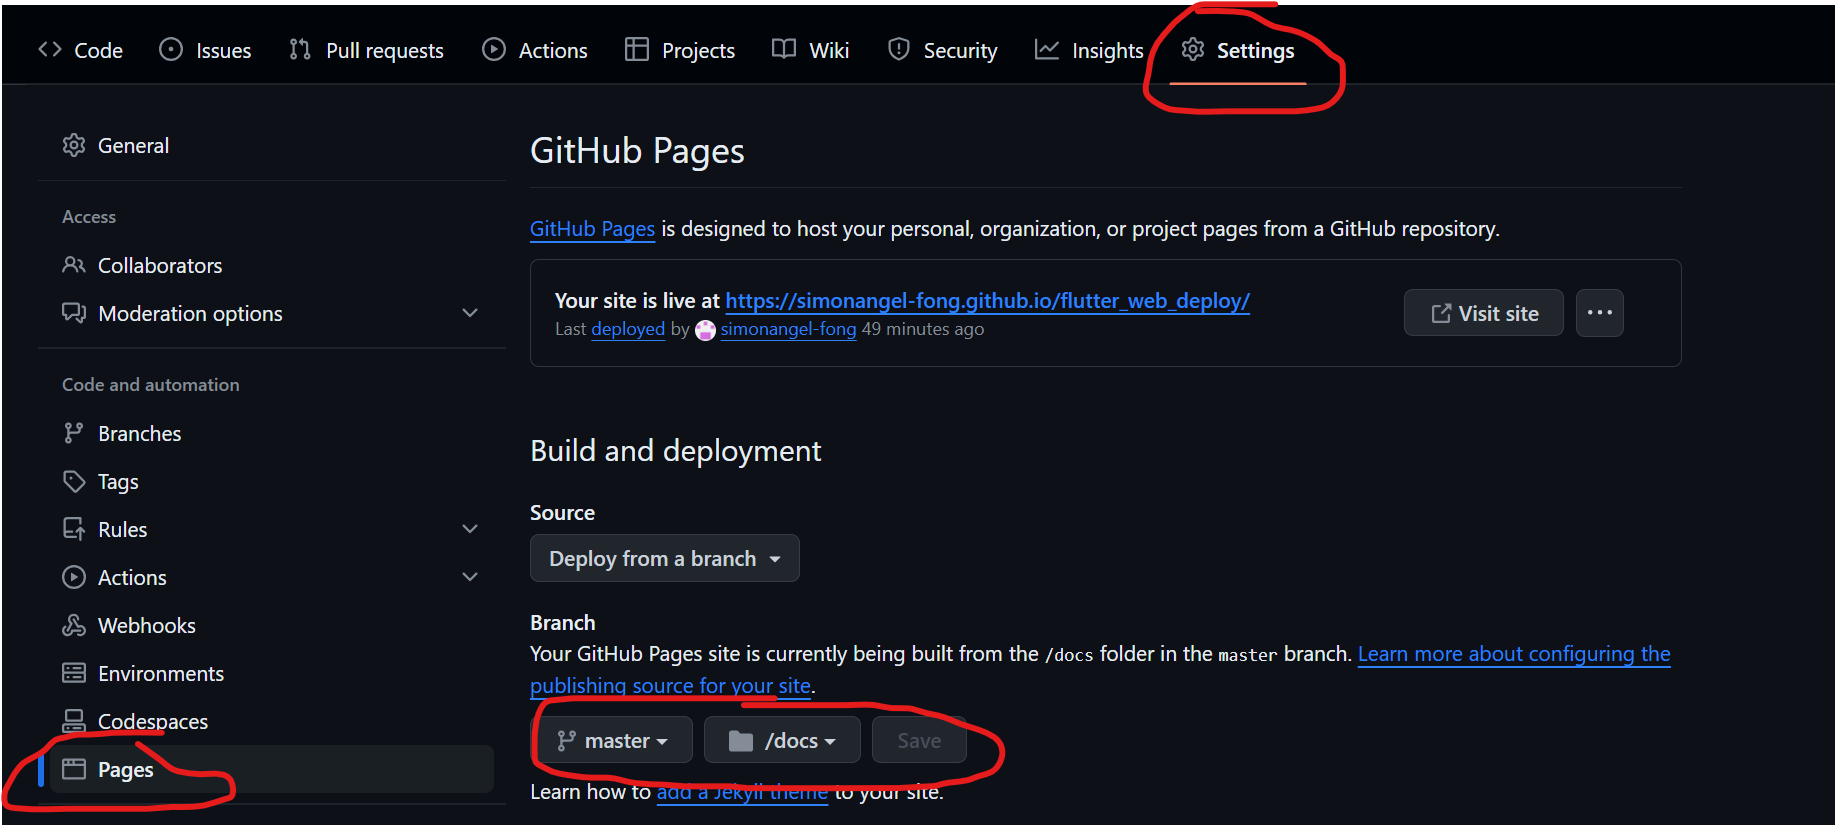 Code Issues Pull requests Actions Projects Wiki Security Insights Settings
General
Access
Collaborators
Moderation options
Code and automation
Branches
Tags
Rules
Actions
Webhooks
Environments
Codespaces
Pages
GitHub Pages
GitHub Pages is designed to host your personal, organization, or project pages from a GitHub repository.
Your site is live at https://simonangel-fong.github.io/flutter_web_deploy/
Last deployed by simonangel-fong 49 minutes ago
Visit site
Build and deployment
Source
Deploy from a branch
Branch
Your GitHub Pages site is currently being built from the /docs folder in the master branch. Learn more about configuring the
publishing source for your site.
master /docs Save
Learn how to add a Jekyll theme to your site.